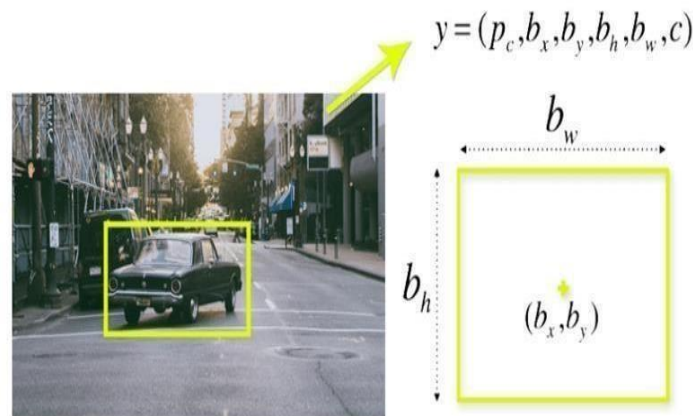 y = (p_c, b_x, b_y, b_h, b_w, c)
b_w
b_h
(b_x, b_y)